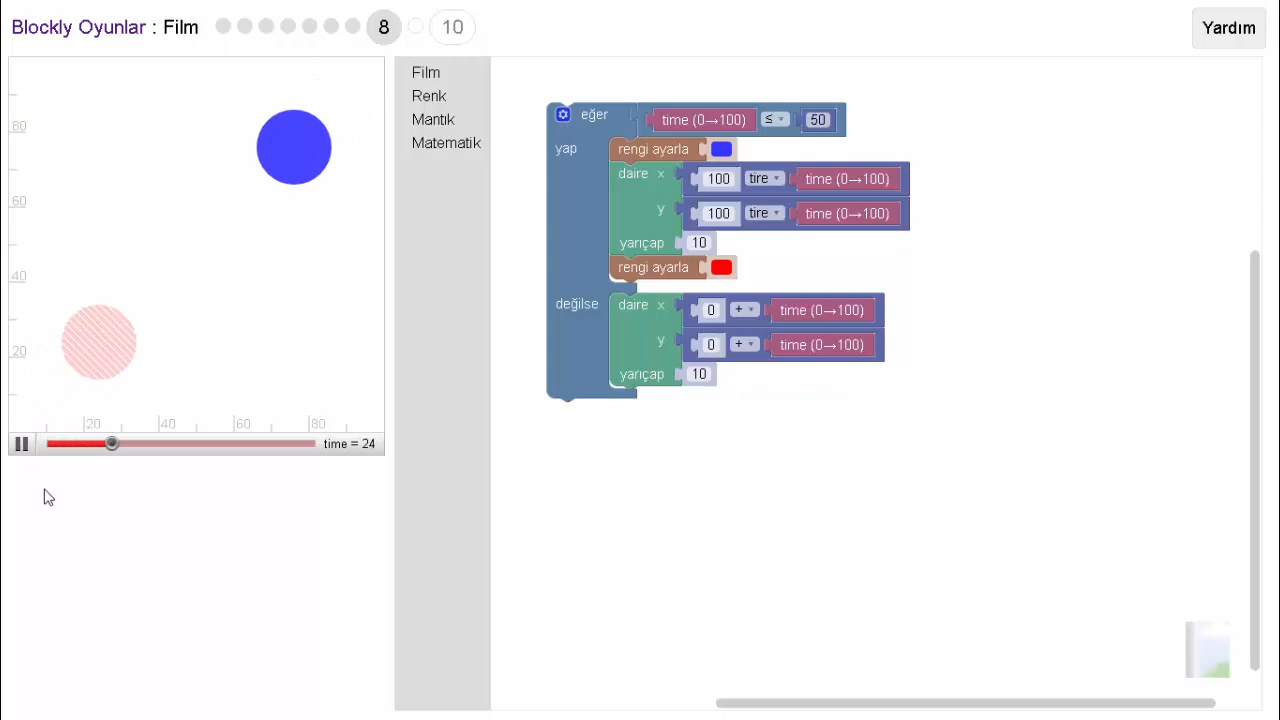 Blockly Oyunlar : Film 8 10 Yardım
Film
Renk
Mantık
Matematik
80
60
40
20
20 40 60 80
time = 24
eğer time (0→100) ≤ 50
yap rengi ayarla
daire x 100 tire time (0→100)
y 100 tire time (0→100)
yarıçap 10
rengi ayarla
değilse daire x 0 + time (0→100)
y 0 + time (0→100)
yarıçap 10